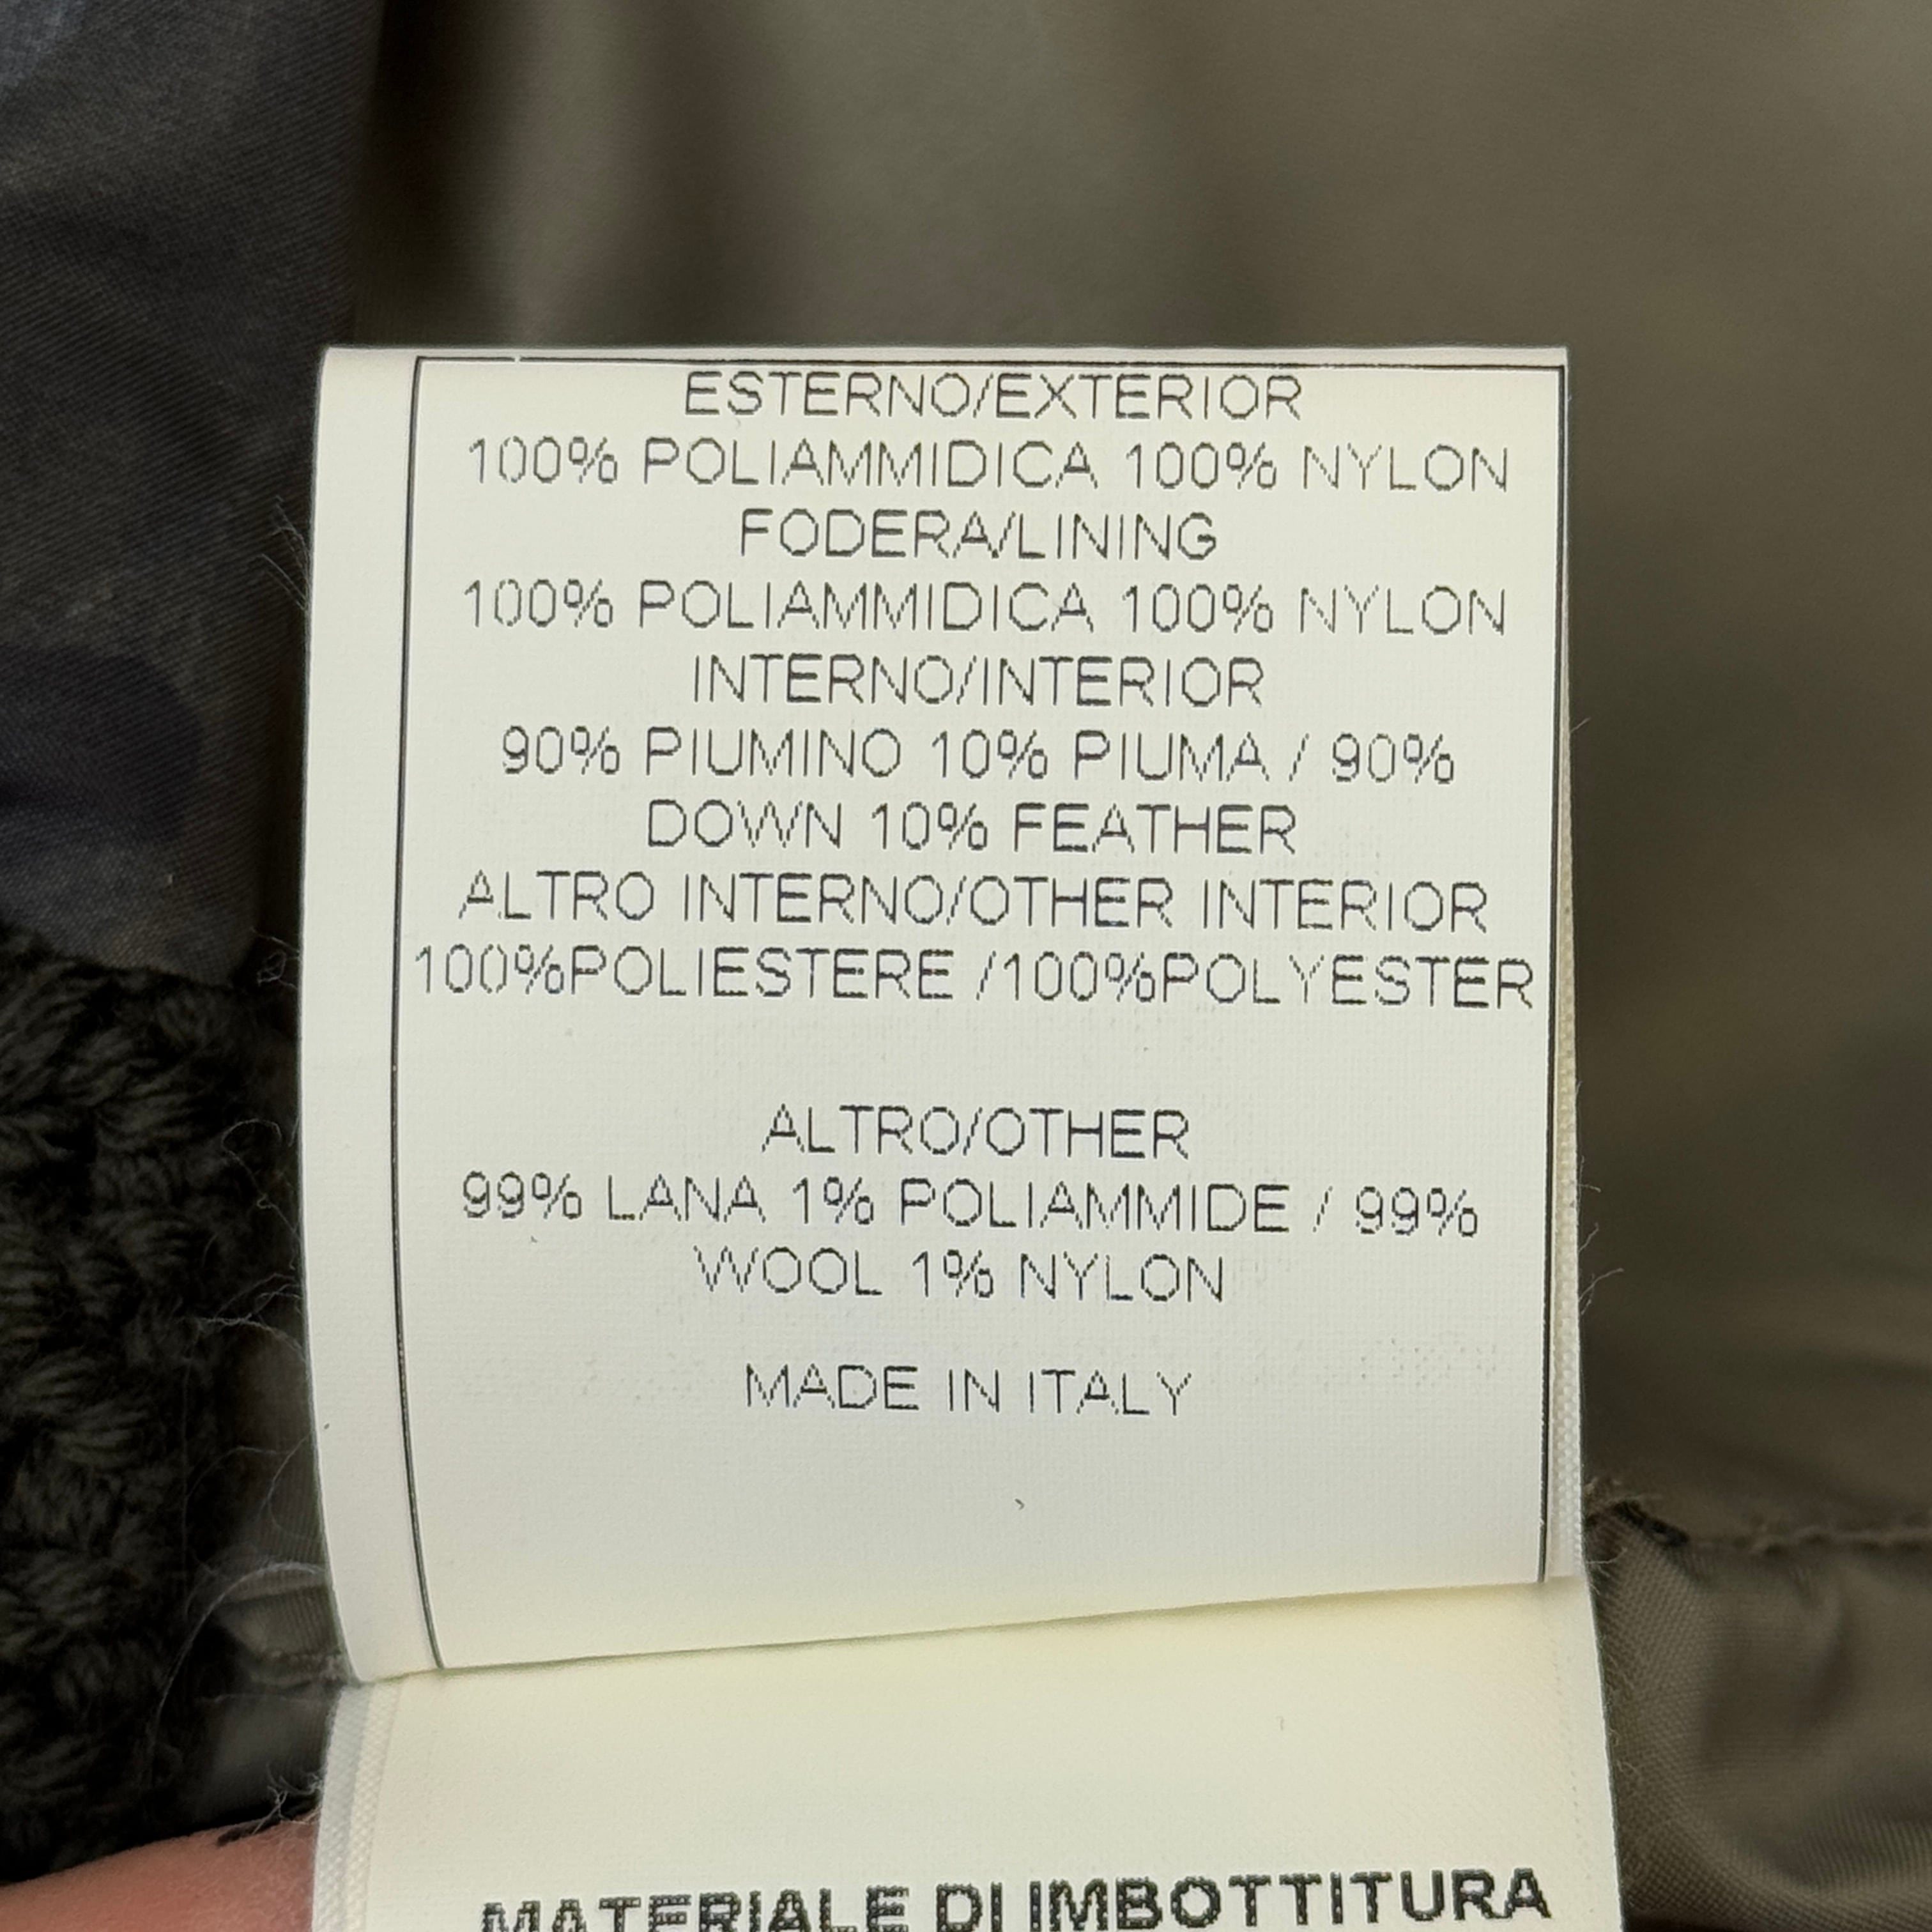 ESTERNO/EXTERIOR
100% POLIAMMIDICA 100% NYLON
FODERA/LINING
100% POLIAMMIDICA 100% NYLON
INTERNO/INTERIOR
90% PIUMINO 10% PIUMA / 90%
DOWN 10% FEATHER
ALTRO INTERNO/OTHER INTERIOR
100%POLIESTERE /100%POLYESTER
ALTRO/OTHER
99% LANA 1% POLIAMMIDE / 99%
WOOL 1% NYLON
MADE IN ITALY
MATERIALE DI IMBOTTITURA